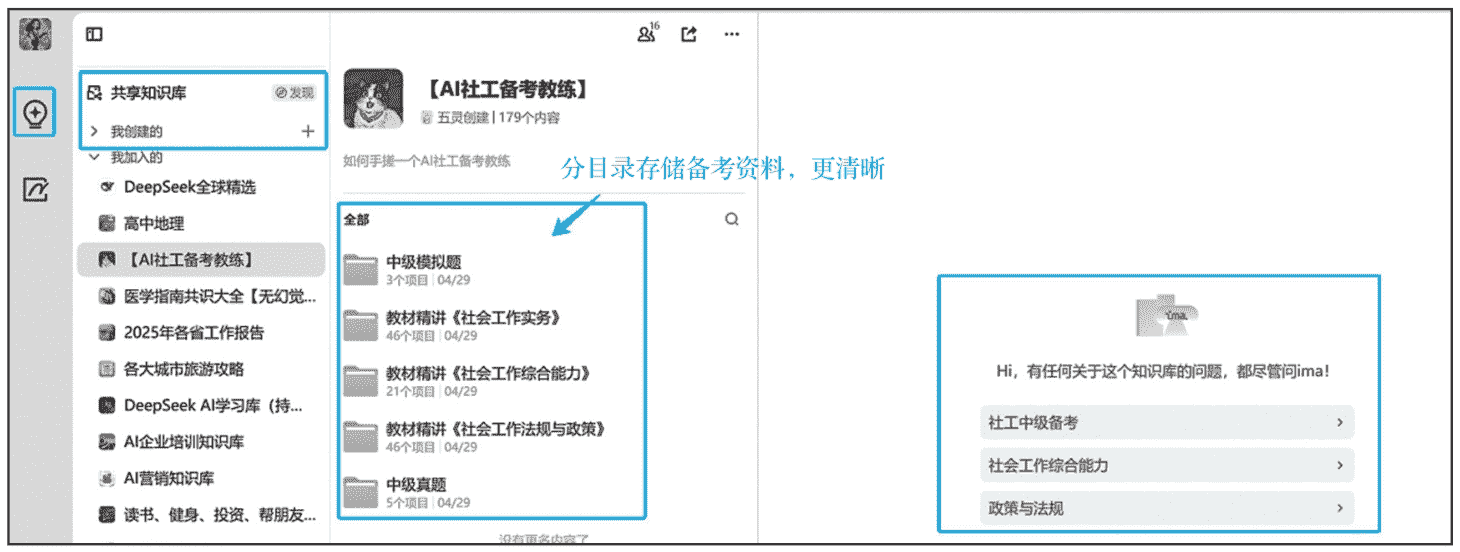 共享知识库
发现
我创建的
我加入的
DeepSeek全球精选
高中地理
【AI社工备考教练】
医学指南共识大全【无幻觉...
2025年各省工作报告
各大城市旅游攻略
DeepSeek AI学习库（持...
AI企业培训知识库
AI营销知识库
读书、健身、投资、帮朋友...
16
【AI社工备考教练】
五灵创建 | 179个内容
如何手搓一个AI社工备考教练
分目录存储备考资料，更清晰
全部
中级模拟题
3个项目 | 04/29
教材精讲《社会工作实务》
46个项目 | 04/29
教材精讲《社会工作综合能力》
21个项目 | 04/29
教材精讲《社会工作法规与政策》
46个项目 | 04/29
中级真题
5个项目 | 04/29
没有更多内容了
ima.
Hi，有任何关于这个知识库的问题，都尽管问ima！
社工中级备考
社会工作综合能力
政策与法规